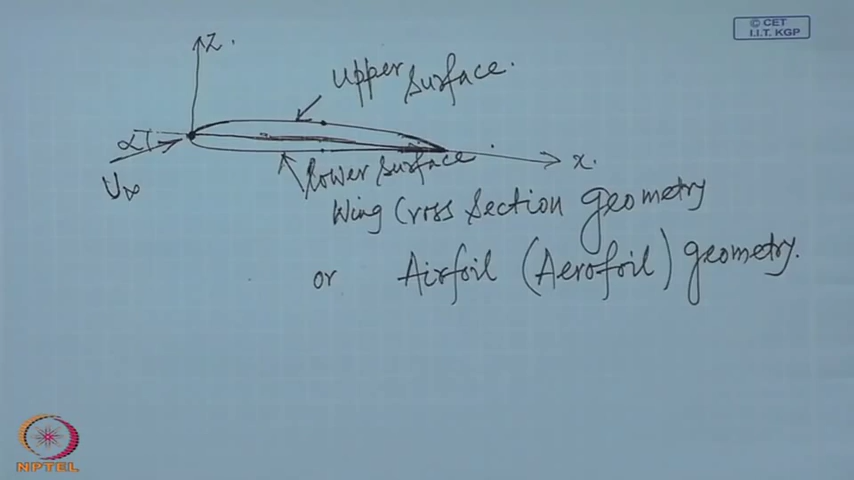 © CET
I.I.T. KGP
z.
Upper Surface.
α
U∞
Lower Surface.
x.
Wing Cross Section Geometry
or Airfoil (Aerofoil) geometry.
NPTEL